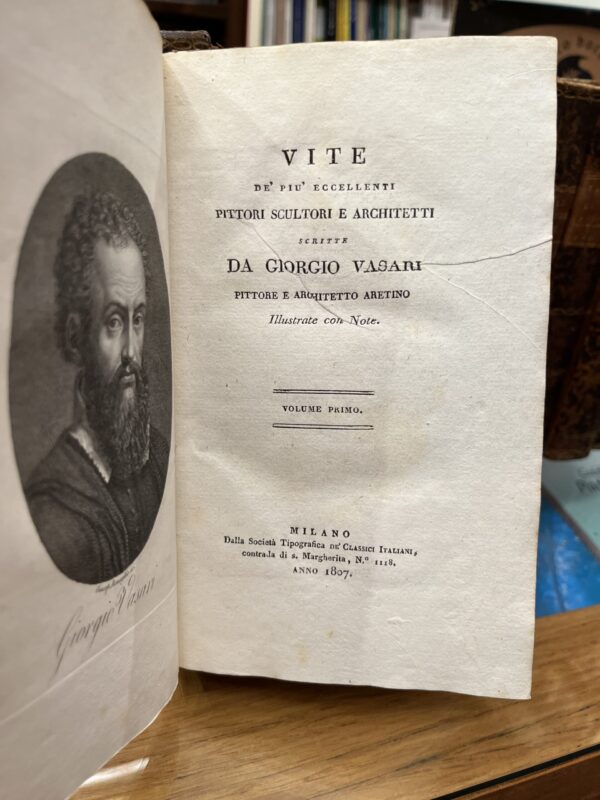 VITE
DE' PIU' ECCELLENTI
PITTORI SCULTORI E ARCHITETTI
SCRITTE
DA GIORGIO VASARI
PITTORE E ARCHITETTO ARETINO
Illustrate con Note.
VOLUME PRIMO.
MILANO
Dalla Società Tipografica DE' CLASSICI ITALIANI,
contrada di s. Margherita, N.° 1118.
ANNO 1807.
Giorgio Vasari